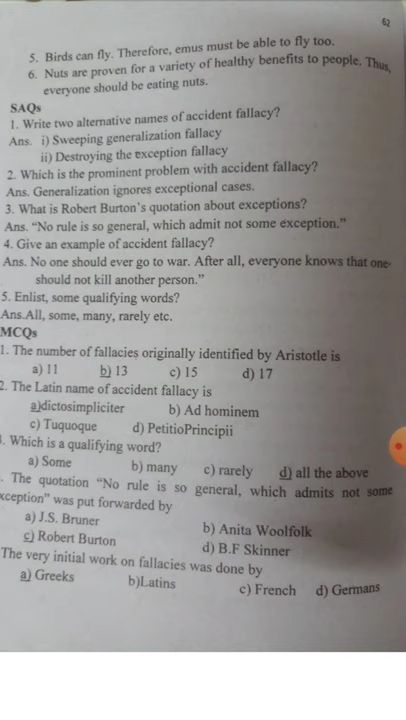 62
5. Birds can fly. Therefore, emus must be able to fly too.
6. Nuts are proven for a variety of healthy benefits to people. Thus,
everyone should be eating nuts.
SAQs
1. Write two alternative names of accident fallacy?
Ans. i) Sweeping generalization fallacy
ii) Destroying the exception fallacy
2. Which is the prominent problem with accident fallacy?
Ans. Generalization ignores exceptional cases.
3. What is Robert Burton's quotation about exceptions?
Ans. “No rule is so general, which admit not some exception.”
4. Give an example of accident fallacy?
Ans. No one should ever go to war. After all, everyone knows that one
should not kill another person.”
5. Enlist, some qualifying words?
Ans.All, some, many, rarely etc.
MCQs
1. The number of fallacies originally identified by Aristotle is
a) 11 b) 13 c) 15 d) 17
2. The Latin name of accident fallacy is
a)dictosimpliciter b) Ad hominem
c) Tuquoque d) PetitioPrincipii
. Which is a qualifying word?
a) Some b) many c) rarely d) all the above
. The quotation “No rule is so general, which admits not some
xception” was put forwarded by
a) J.S. Bruner b) Anita Woolfolk
c) Robert Burton d) B.F Skinner
The very initial work on fallacies was done by
a) Greeks b)Latins c) French d) Germans